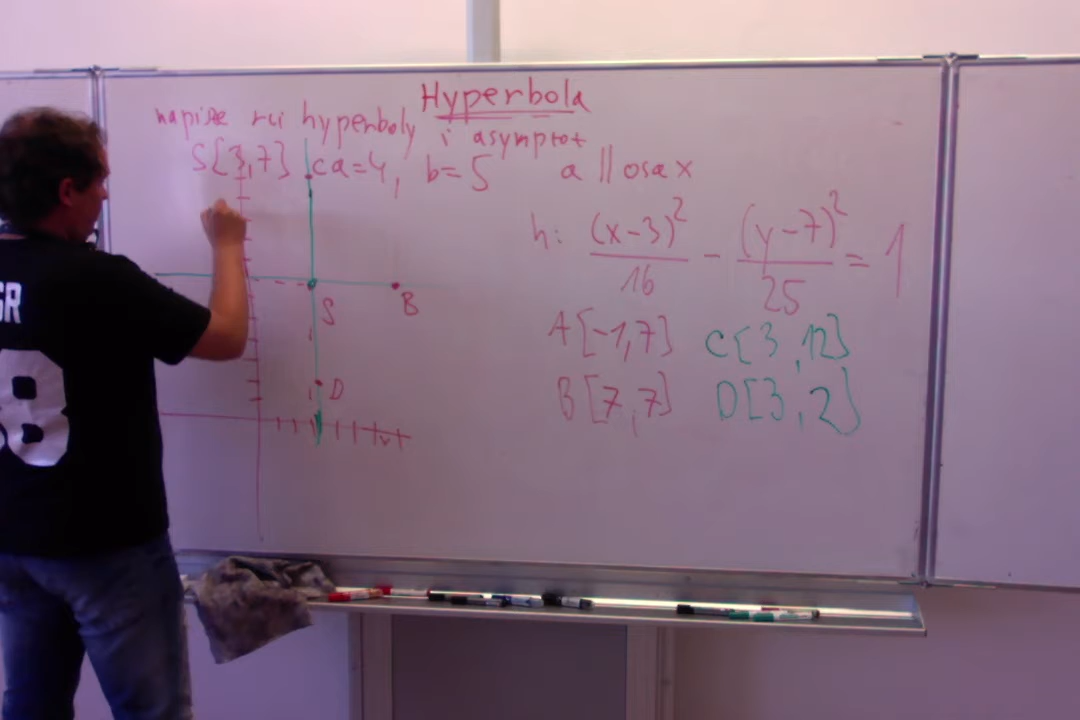 Hyperbola
napište rci hyperboly i asymptot
S[3,7] a=4, b=5 a || osa x
h: (x-3)²/16 - (y-7)²/25 = 1
A[-1,7] C[3,12]
B[7,7] D[3,2]
S B
D